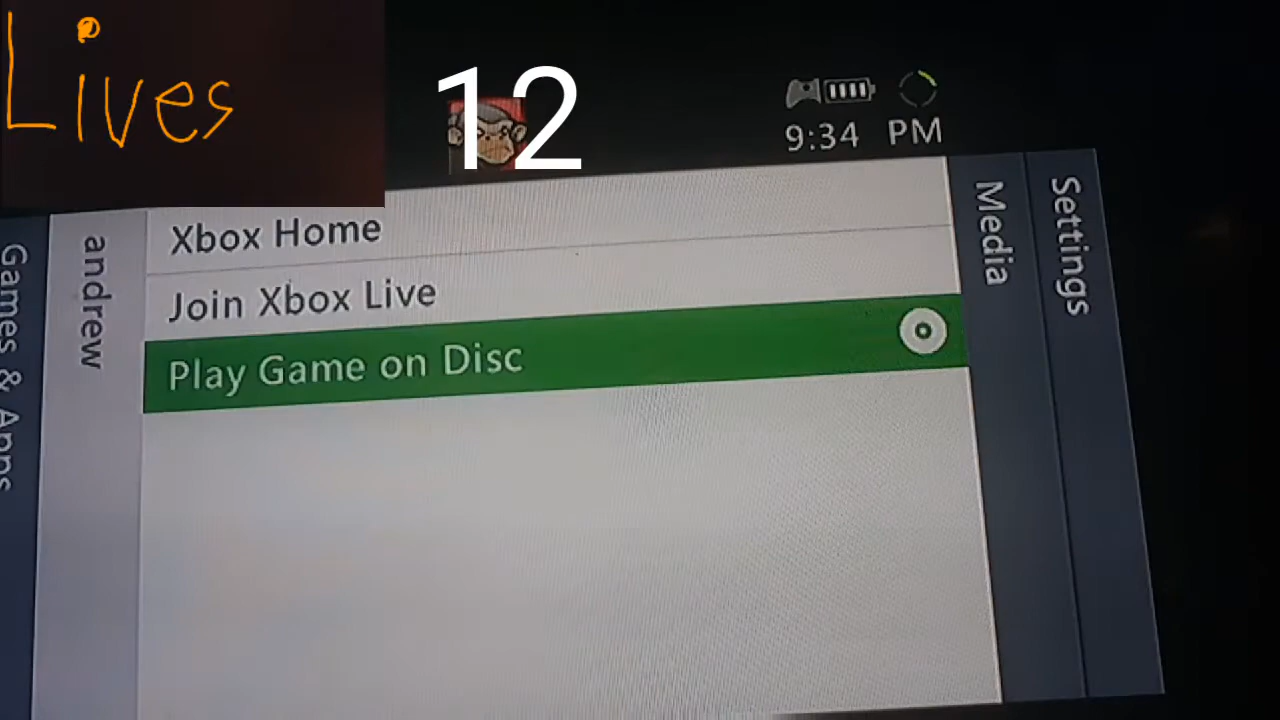 Lives
12
9:34 PM
Xbox Home
Join Xbox Live
Play Game on Disc
Games & Apps
andrew
Media
Settings